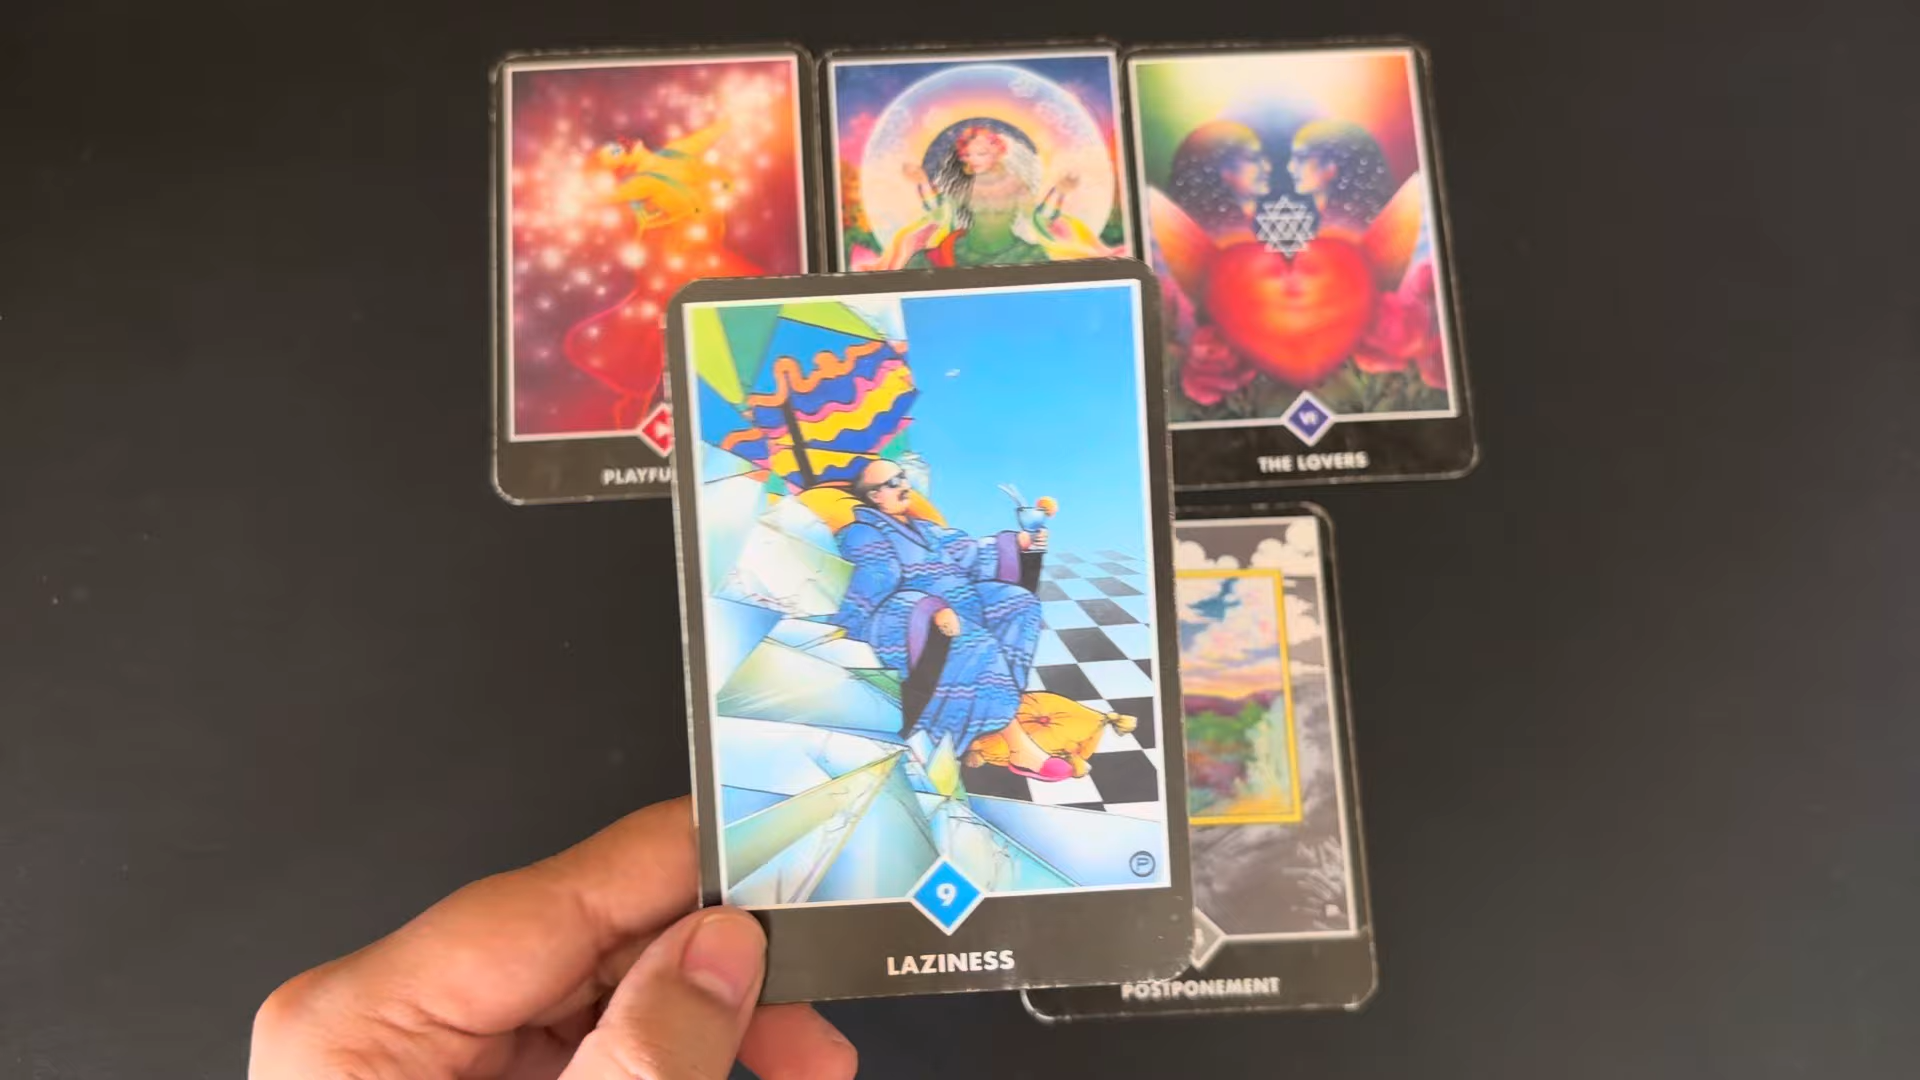 PLAYFU
VI
THE LOVERS
9
LAZINESS
P
POSTPONEMENT